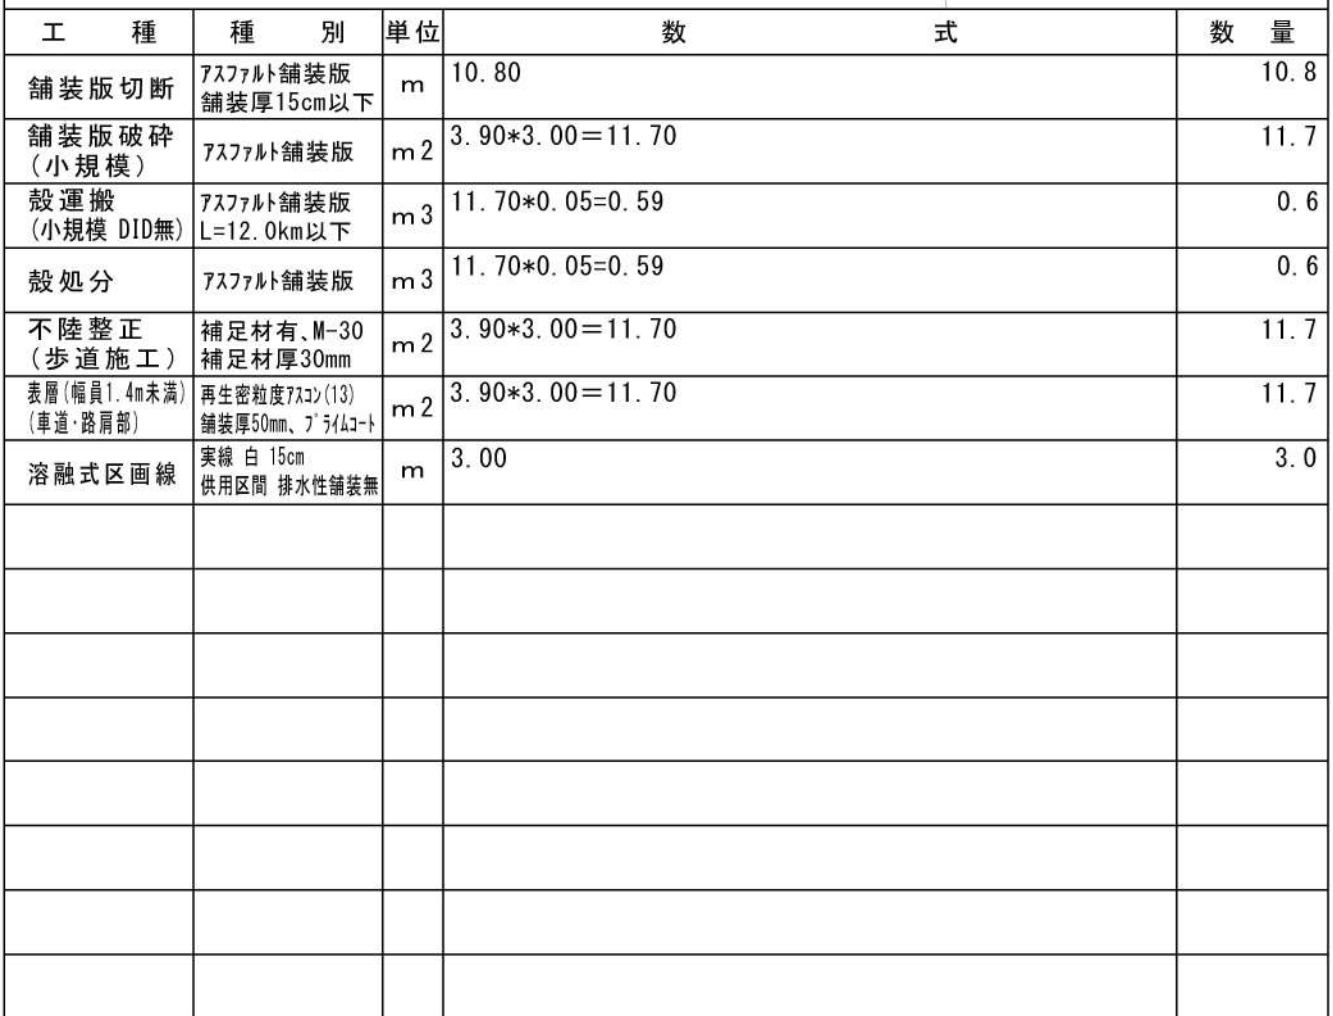 工　種　種　別　単位　数　式　数　量
舗装版切断　ｱｽﾌｧﾙﾄ舗装版　m　10.80　10.8
舗装厚15cm以下
舗装版破砕　ｱｽﾌｧﾙﾄ舗装版　m2　3.90*3.00＝11.70　11.7
(小規模)
殻運搬　ｱｽﾌｧﾙﾄ舗装版　m3　11.70*0.05=0.59　0.6
(小規模 DID無)　L=12.0km以下
殻処分　ｱｽﾌｧﾙﾄ舗装版　m3　11.70*0.05=0.59　0.6
不陸整正　補足材有､M-30　m2　3.90*3.00＝11.70　11.7
(歩道施工)　補足材厚30mm
表層(幅員1.4m未満)　再生密粒度ｱｽｺﾝ(13)　m2　3.90*3.00＝11.70　11.7
(車道･路肩部)　舗装厚50mm、ﾌﾟﾗｲﾑｺｰﾄ
溶融式区画線　実線 白 15cm　m　3.00　3.0
供用区間 排水性舗装無